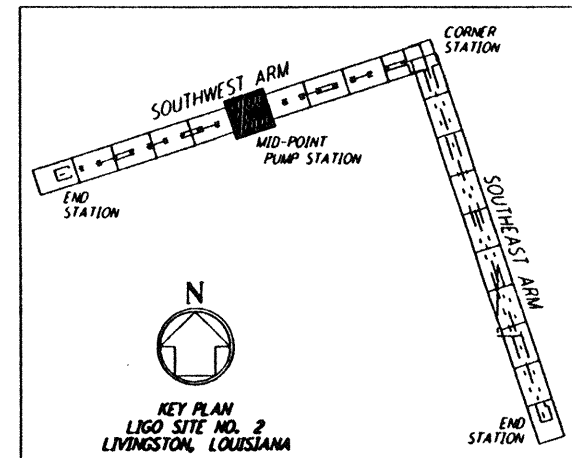 CORNER
STATION
SOUTHWEST ARM
MID-POINT
PUMP STATION
END
STATION
SOUTHEAST ARM
N
KEY PLAN
LIGO SITE NO. 2
LIVINGSTON, LOUISIANA
END
STATION